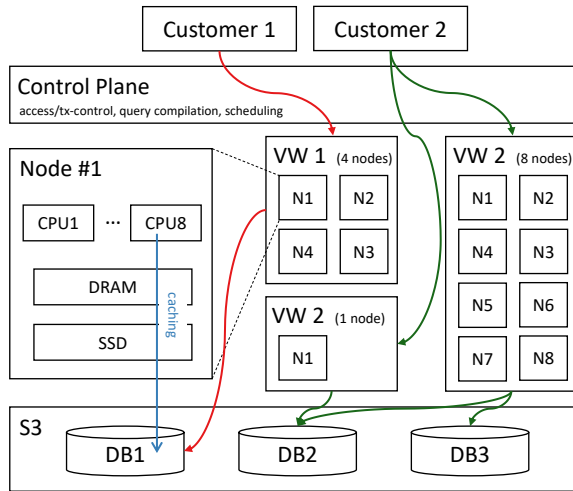 Customer 1
Customer 2
Control Plane
access/tx-control, query compilation, scheduling
Node #1
CPU1
...
CPU8
DRAM
caching
SSD
VW 1 (4 nodes)
N1
N2
N4
N3
VW 2 (1 node)
N1
VW 2 (8 nodes)
N1
N2
N4
N3
N5
N6
N7
N8
S3
DB1
DB2
DB3